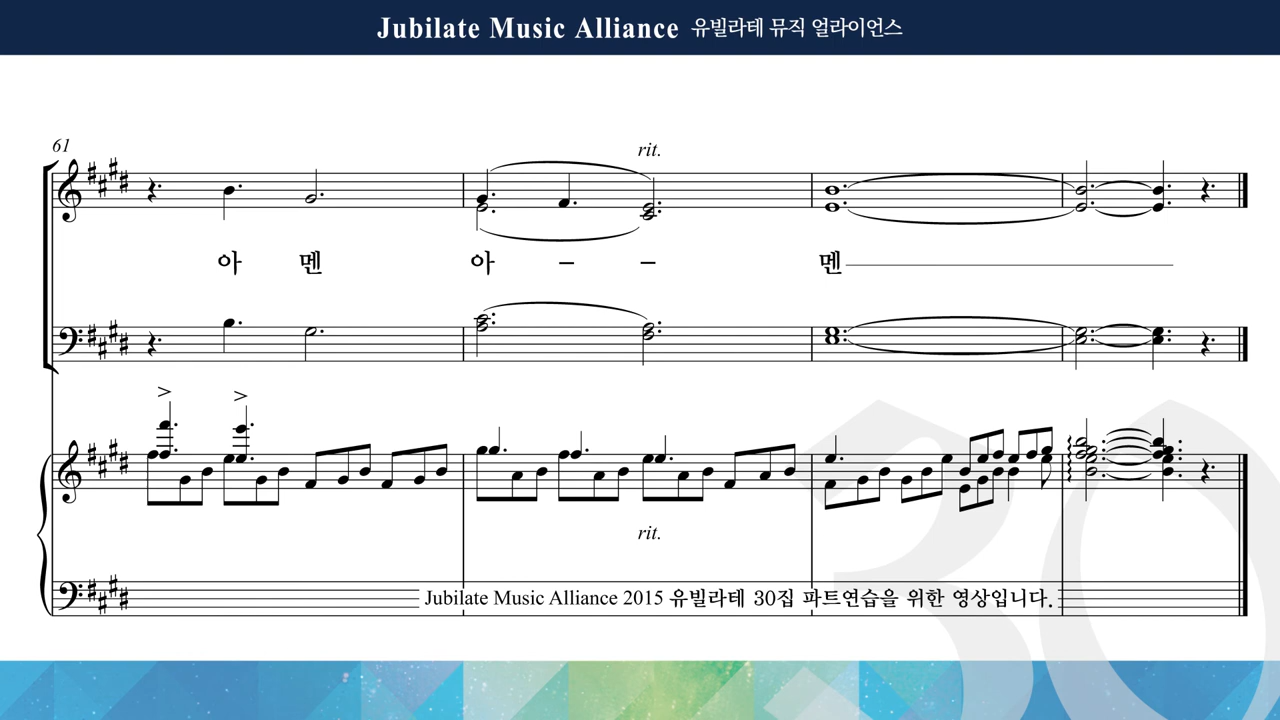 Jubilate Music Alliance 유빌라테 뮤직 얼라이언스
61
rit.
아 멘 아 - - 멘
rit.
Jubilate Music Alliance 2015 유빌라테 30집 파트연습을 위한 영상입니다.
30